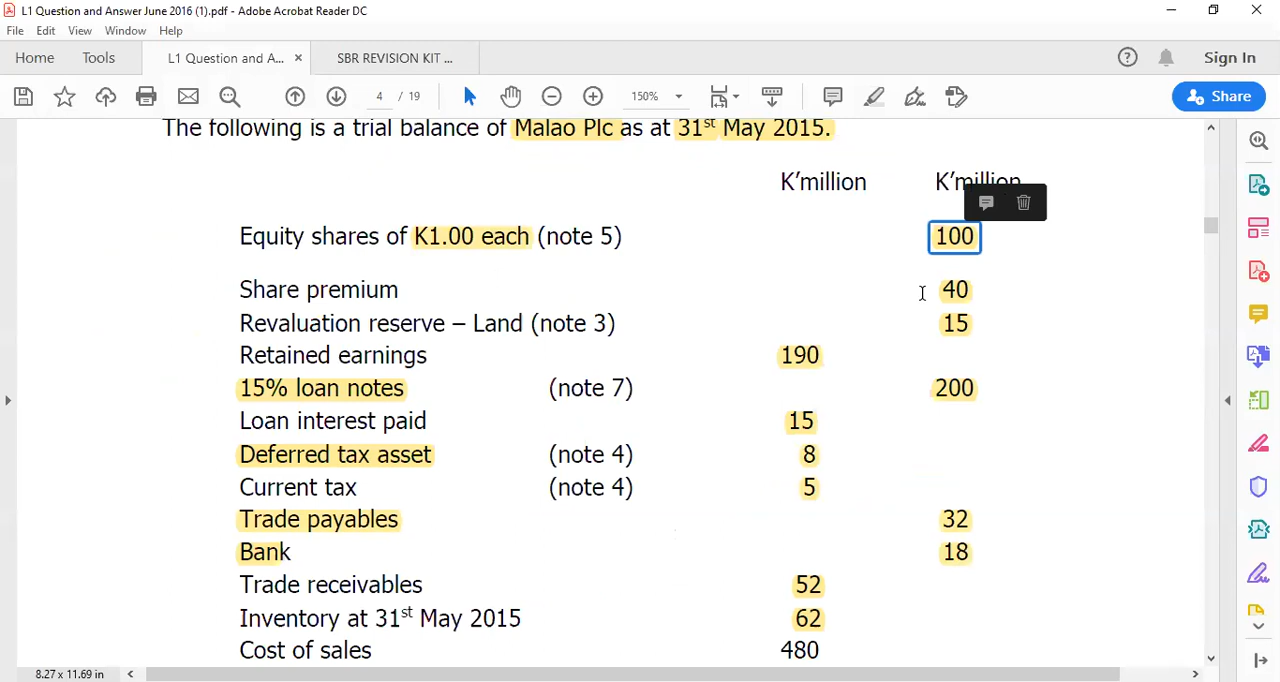 L1 Question and Answer June 2016 (1).pdf - Adobe Acrobat Reader DC
File Edit View Window Help
Home Tools L1 Question and A... × SBR REVISION KIT ... Sign In
4 / 19 150% Share
The following is a trial balance of Malao Plc as at 31st May 2015.
K’million K’million
Equity shares of K1.00 each (note 5) 100
Share premium 40
Revaluation reserve – Land (note 3) 15
Retained earnings 190
15% loan notes (note 7) 200
Loan interest paid 15
Deferred tax asset (note 4) 8
Current tax (note 4) 5
Trade payables 32
Bank 18
Trade receivables 52
Inventory at 31st May 2015 62
Cost of sales 480
8.27 x 11.69 in